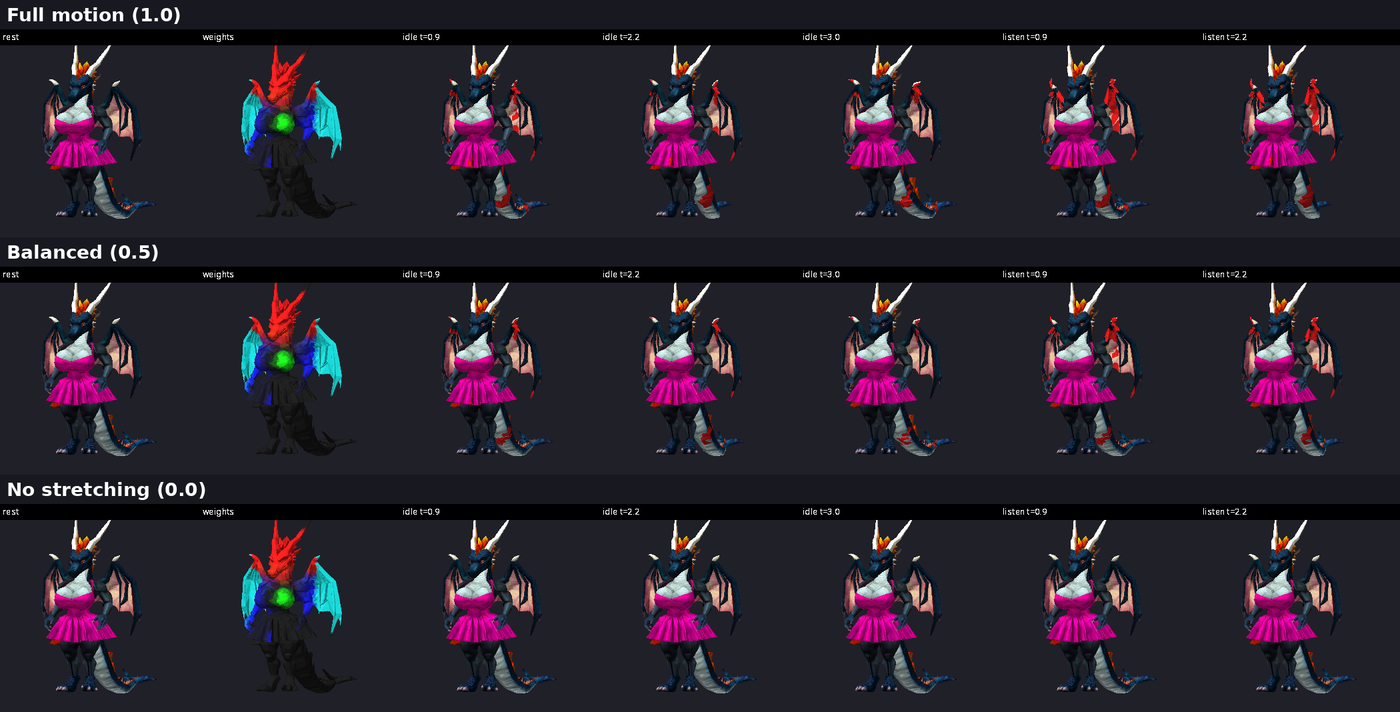 Full motion (1.0)
rest weights idle t=0.9 idle t=2.2 idle t=3.0 listen t=0.9 listen t=2.2
Balanced (0.5)
rest weights idle t=0.9 idle t=2.2 idle t=3.0 listen t=0.9 listen t=2.2
No stretching (0.0)
rest weights idle t=0.9 idle t=2.2 idle t=3.0 listen t=0.9 listen t=2.2